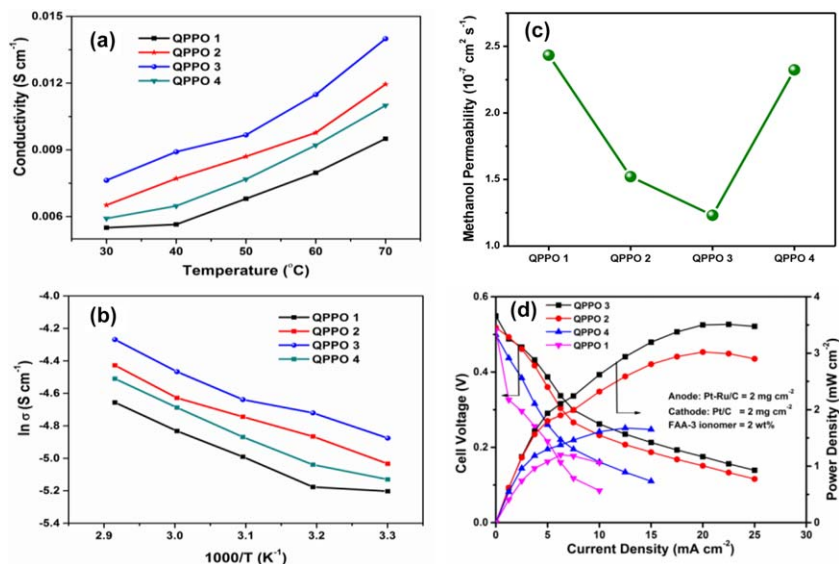 (a)
QPPO 1
QPPO 2
QPPO 3
QPPO 4
Conductivity (S cm⁻¹)
0.015
0.012
0.009
0.006
30 40 50 60 70
Temperature (°C)
(c)
Methanol Permeability (10⁻⁷ cm² s⁻¹)
2.5
2.0
1.5
1.0
QPPO 1 QPPO 2 QPPO 3 QPPO 4
(b)
QPPO 1
QPPO 2
QPPO 3
QPPO 4
ln σ (S cm⁻¹)
-4.0
-4.2
-4.4
-4.6
-4.8
-5.0
-5.2
-5.4
2.9 3.0 3.1 3.2 3.3
1000/T (K⁻¹)
(d)
QPPO 3
QPPO 2
QPPO 4
QPPO 1
Cell Voltage (V)
0.6
0.4
0.2
0.0
Anode: Pt-Ru/C = 2 mg cm⁻²
Cathode: Pt/C = 2 mg cm⁻²
FAA-3 ionomer = 2 wt%
4
3
2
1
0
Power Density (mW cm⁻²)
0 5 10 15 20 25 30
Current Density (mA cm⁻²)